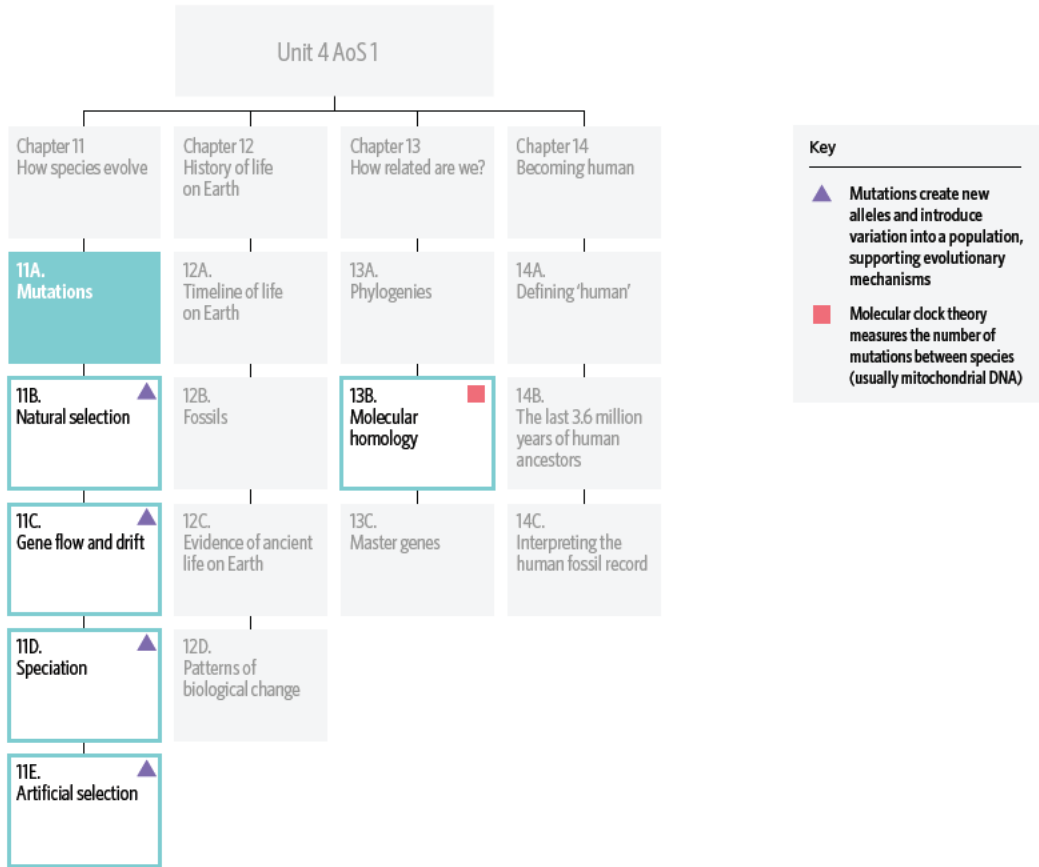 Unit 4 AoS 1
Chapter 11
How species evolve
Chapter 12
History of life
on Earth
Chapter 13
How related are we?
Chapter 14
Becoming human
11A.
Mutations
12A.
Timeline of life
on Earth
13A.
Phylogenies
14A.
Defining ‘human’
11B.
Natural selection
12B.
Fossils
13B.
Molecular
homology
14B.
The last 3.6 million
years of human
ancestors
11C.
Gene flow and drift
12C.
Evidence of ancient
life on Earth
13C.
Master genes
14C.
Interpreting the
human fossil record
11D.
Speciation
12D.
Patterns of
biological change
11E.
Artificial selection
Key
Mutations create new
alleles and introduce
variation into a population,
supporting evolutionary
mechanisms
Molecular clock theory
measures the number of
mutations between species
(usually mitochondrial DNA)